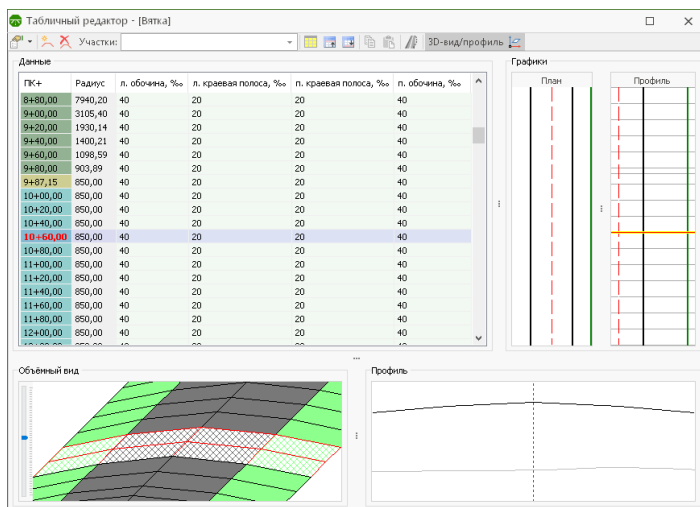 Табличный редактор - [Вятка]
Участки: 3D-вид/профиль
Данные
ПК+ Радиус л. обочина, ‰ л. краевая полоса, ‰ п. краевая полоса, ‰ п. обочина, ‰
8+80,00 7940,20 40 20 20 40
9+00,00 3105,40 40 20 20 40
9+20,00 1930,14 40 20 20 40
9+40,00 1400,21 40 20 20 40
9+60,00 1098,59 40 20 20 40
9+80,00 903,89 40 20 20 40
9+87,15 850,00 40 20 20 40
10+00,00 850,00 40 20 20 40
10+20,00 850,00 40 20 20 40
10+40,00 850,00 40 20 20 40
10+60,00 850,00 40 20 20 40
10+80,00 850,00 40 20 20 40
11+00,00 850,00 40 20 20 40
11+20,00 850,00 40 20 20 40
11+40,00 850,00 40 20 20 40
11+60,00 850,00 40 20 20 40
11+80,00 850,00 40 20 20 40
12+00,00 850,00 40 20 20 40
Графики
План Профиль
Объёмный вид
Профиль